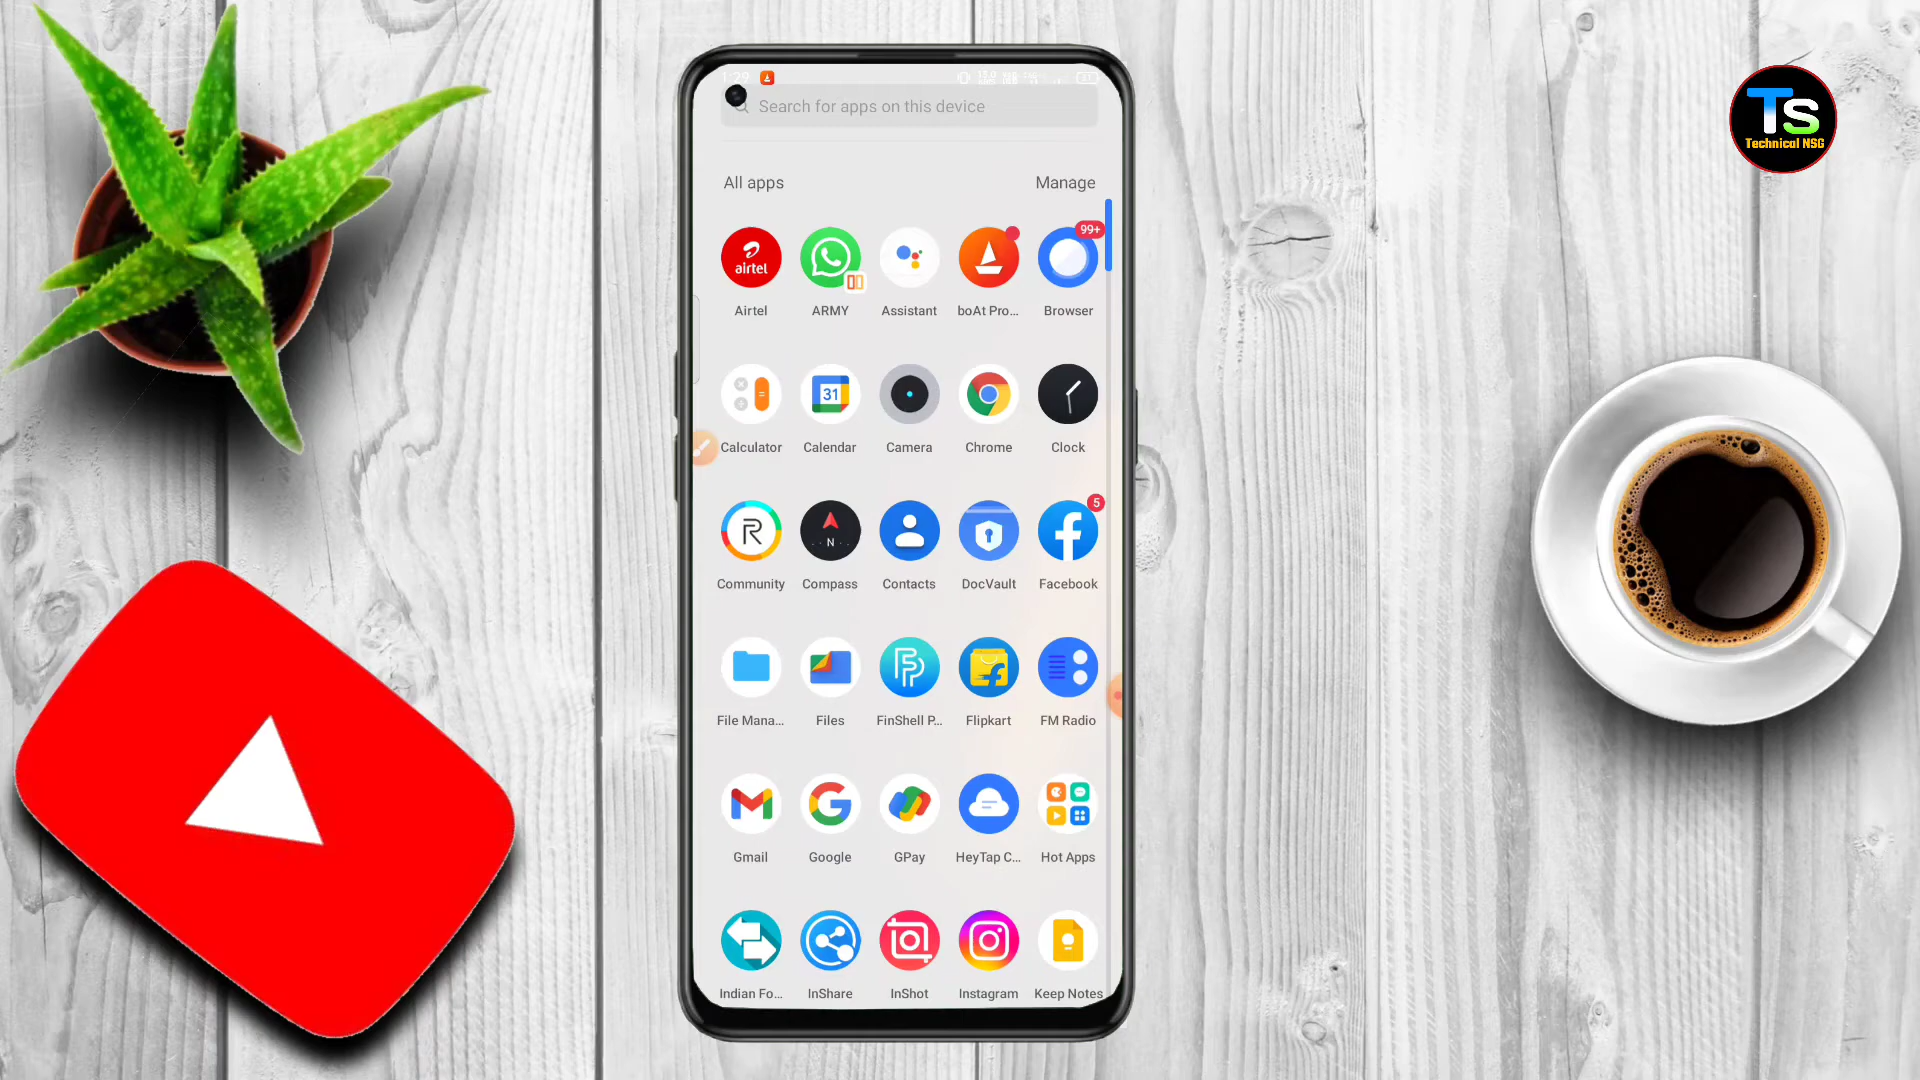 1:29
Search for apps on this device
Ts
Technical NSG
All apps
Manage
99+
airtel
Airtel
ARMY
Assistant
boAt Pro...
Browser
31
Calculator
Calendar
Camera
Chrome
Clock
5
N
Community
Compass
Contacts
DocVault
Facebook
File Mana...
Files
FinShell P...
Flipkart
FM Radio
Gmail
Google
GPay
HeyTap C...
Hot Apps
Indian Fo...
InShare
InShot
Instagram
Keep Notes